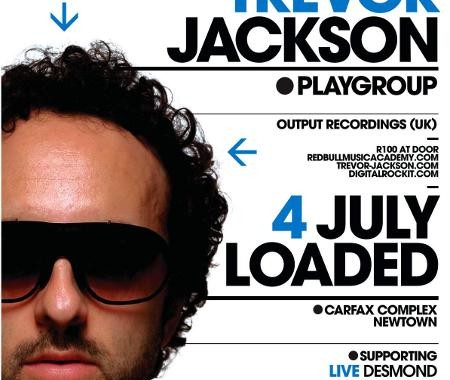 TREVOR
JACKSON
PLAYGROUP
OUTPUT RECORDINGS (UK)
R100 AT DOOR
REDBULLMUSICACADEMY.COM
TREVOR-JACKSON.COM
DIGITALROCKIT.COM
4 JULY
LOADED
CARFAX COMPLEX
NEWTOWN
SUPPORTING
LIVE DESMOND